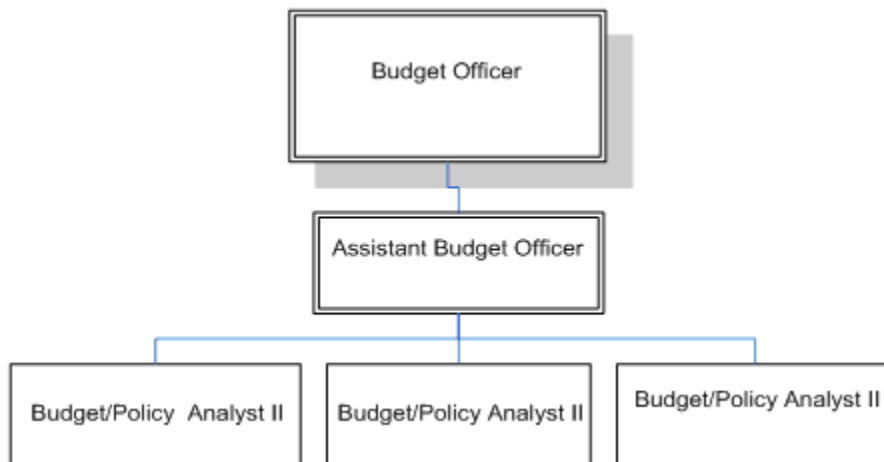 Budget Officer
Assistant Budget Officer
Budget/Policy Analyst II
Budget/Policy Analyst II
Budget/Policy Analyst II